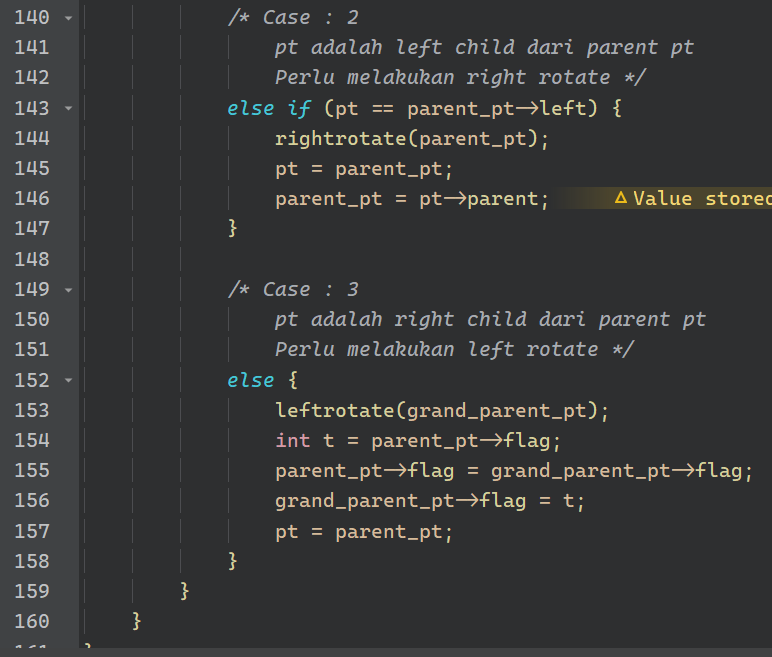 140 /* Case : 2
141 pt adalah left child dari parent pt
142 Perlu melakukan right rotate */
143 else if (pt == parent_pt->left) {
144 rightrotate(parent_pt);
145 pt = parent_pt;
146 parent_pt = pt->parent; Value stored
147 }
148
149 /* Case : 3
150 pt adalah right child dari parent pt
151 Perlu melakukan left rotate */
152 else {
153 leftrotate(grand_parent_pt);
154 int t = parent_pt->flag;
155 parent_pt->flag = grand_parent_pt->flag;
156 grand_parent_pt->flag = t;
157 pt = parent_pt;
158 }
159 }
160 }
161 }